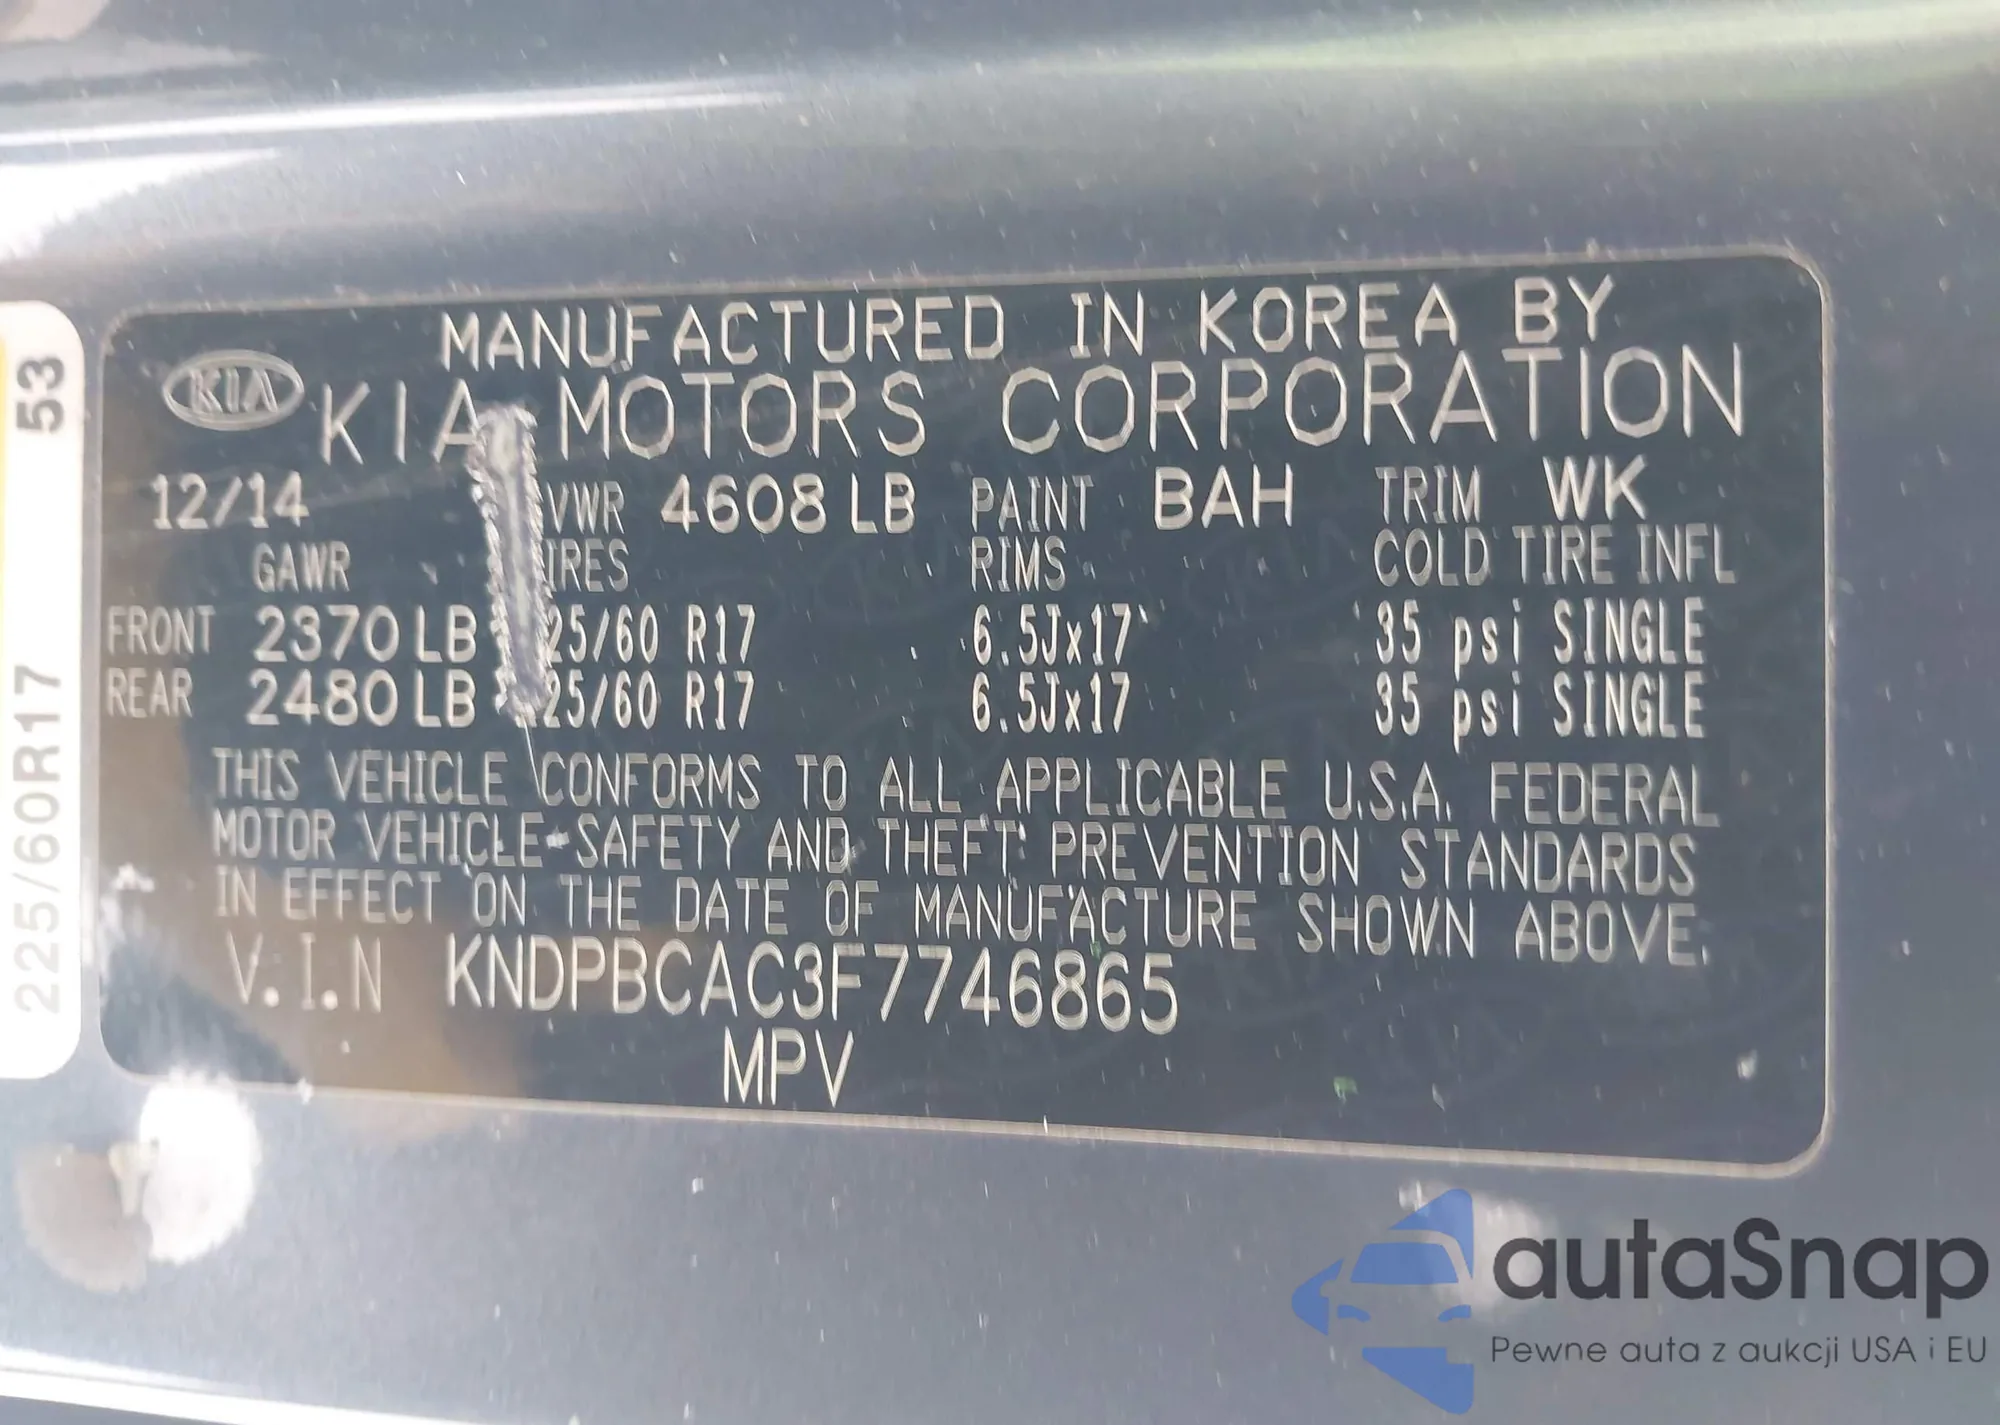 MANUFACTURED IN KOREA BY
KIA KIA MOTORS CORPORATION
12/14 VWR 4608 LB PAINT BAH TRIM WK
GAWR IRES RIMS COLD TIRE INFL
FRONT 2370 LB 25/60 R17 6.5Jx17 35 psi SINGLE
REAR 2480 LB 25/60 R17 6.5Jx17 35 psi SINGLE
THIS VEHICLE CONFORMS TO ALL APPLICABLE U.S.A. FEDERAL
MOTOR VEHICLE SAFETY AND THEFT PREVENTION STANDARDS
IN EFFECT ON THE DATE OF MANUFACTURE SHOWN ABOVE.
V.I.N KNDPBCAC3F7746865
MPV
225/60R17 53
autaSnap
Pewne auta z aukcji USA i EU